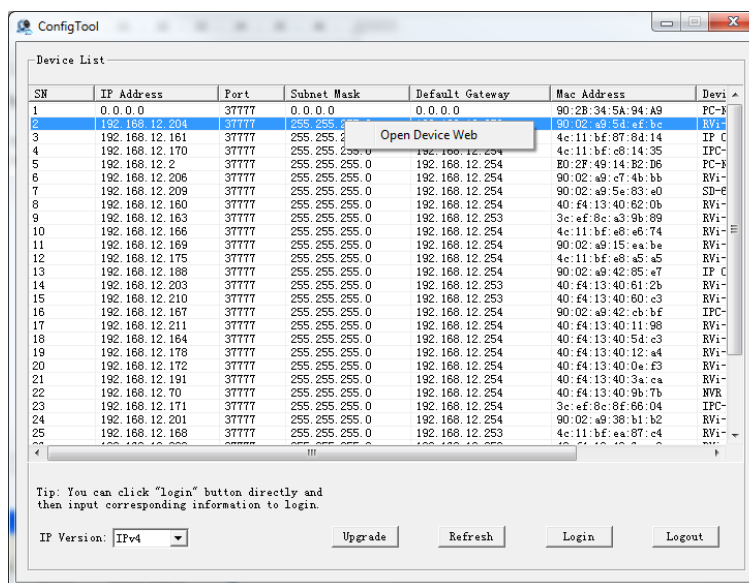 ConfigTool
Device List
SN IP Address Port Subnet Mask Default Gateway Mac Address Devi
1 0.0.0.0 37777 0.0.0.0 0.0.0.0 90:2B:34:5A:94:A9 PC-N
2 192.168.12.204 37777 255.255. 90:02:a9:5d:ef:bc RVi-
Open Device Web
3 192.168.12.161 37777 255.255. 4c:11:bf:87:8d:14 IP C
4 192.168.12.170 37777 255.255.255.0 192.168.12.254 4c:11:bf:c8:14:35 IPC-
5 192.168.12.2 37777 255.255.255.0 192.168.12.254 E0:2F:49:14:B2:D6 PC-N
6 192.168.12.206 37777 255.255.255.0 192.168.12.254 90:02:a9:c7:4b:bb RVi-
7 192.168.12.209 37777 255.255.255.0 192.168.12.254 90:02:a9:5e:83:e0 SD-6
8 192.168.12.160 37777 255.255.255.0 192.168.12.254 40:f4:13:40:62:0b RVi-
9 192.168.12.163 37777 255.255.255.0 192.168.12.253 3c:ef:8c:a3:9b:89 RVi-
10 192.168.12.166 37777 255.255.255.0 192.168.12.254 4c:11:bf:e8:e6:74 RVi-
11 192.168.12.169 37777 255.255.255.0 192.168.12.254 90:02:a9:15:ea:be RVi-
12 192.168.12.175 37777 255.255.255.0 192.168.12.254 4c:11:bf:e8:a5:a5 RVi-
13 192.168.12.188 37777 255.255.255.0 192.168.12.254 90:02:a9:42:85:e7 IP C
14 192.168.12.203 37777 255.255.255.0 192.168.12.253 40:f4:13:40:61:2b RVi-
15 192.168.12.210 37777 255.255.255.0 192.168.12.253 40:f4:13:40:60:c3 RVi-
16 192.168.12.167 37777 255.255.255.0 192.168.12.254 90:02:a9:42:cb:bf IPC-
17 192.168.12.211 37777 255.255.255.0 192.168.12.254 40:f4:13:40:11:98 RVi-
18 192.168.12.164 37777 255.255.255.0 192.168.12.254 40:f4:13:40:5d:c3 RVi-
19 192.168.12.178 37777 255.255.255.0 192.168.12.254 40:f4:13:40:12:a4 RVi-
20 192.168.12.172 37777 255.255.255.0 192.168.12.254 40:f4:13:40:0e:f3 RVi-
21 192.168.12.191 37777 255.255.255.0 192.168.12.254 40:f4:13:40:3a:ca RVi-
22 192.168.12.70 37777 255.255.255.0 192.168.12.254 40:f4:13:40:9b:7b NVR
23 192.168.12.171 37777 255.255.255.0 192.168.12.254 3c:ef:8c:8f:66:04 IPC-
24 192.168.12.201 37777 255.255.255.0 192.168.12.254 90:02:a9:38:b1:b2 RVi-
25 192.168.12.168 37777 255.255.255.0 192.168.12.253 4c:11:bf:ea:87:c4 RVi-
Tip: You can click "login" button directly and
then input corresponding information to login.
IP Version: IPv4 Upgrade Refresh Login Logout